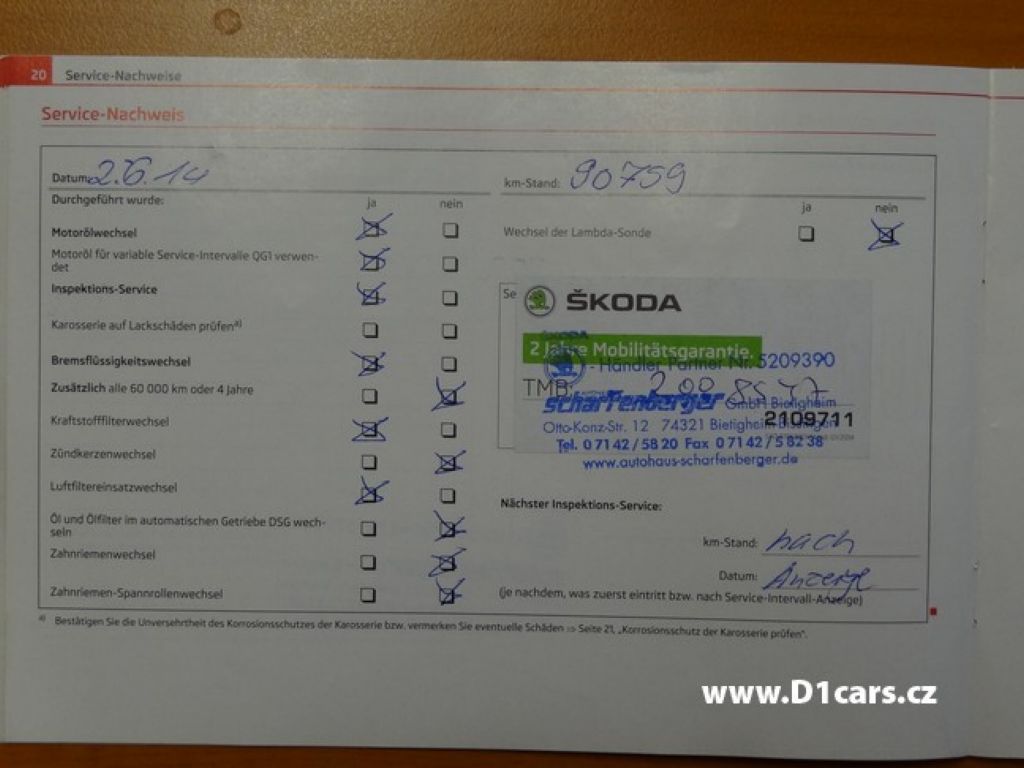 20 Service-Nachweise
Service-Nachweis
Datum: 2.6.14
km-Stand: 90759
Durchgeführt wurde:
ja nein
ja nein
Motorölwechsel
Wechsel der Lambda-Sonde
Motoröl für variable Service-Intervalle QG1 verwen-
det
Inspektions-Service
Karosserie auf Lackschäden prüfen a)
Bremsflüssigkeitswechsel
Zusätzlich alle 60 000 km oder 4 Jahre
Kraftstofffilterwechsel
Zündkerzenwechsel
Luftfiltereinsatzwechsel
Öl und Ölfilter im automatischen Getriebe DSG wech-
seln
Zahnriemenwechsel
Zahnriemen-Spannrollenwechsel
Se
ŠKODA
ŠKODA
2 Jahre Mobilitätsgarantie.
- Händler Partner Nr. 5209390
TMB:
scharfenberger GmbH Bietigheim
2109711
Otto-Konz-Str. 12 74321 Bietigheim-Bissingen
Tel. 0 71 42 / 58 20 Fax 0 71 42 / 5 82 38
www.autohaus-scharfenberger.de
Nächster Inspektions-Service:
km-Stand: nach
Datum: Anzeige
(je nachdem, was zuerst eintritt bzw. nach Service-Intervall-Anzeige)
a) Bestätigen Sie die Unversehrtheit des Korrosionsschutzes der Karosserie bzw. vermerken Sie eventuelle Schäden ⇒ Seite 21, „Korrosionsschutz der Karosserie prüfen“.
www.D1cars.cz